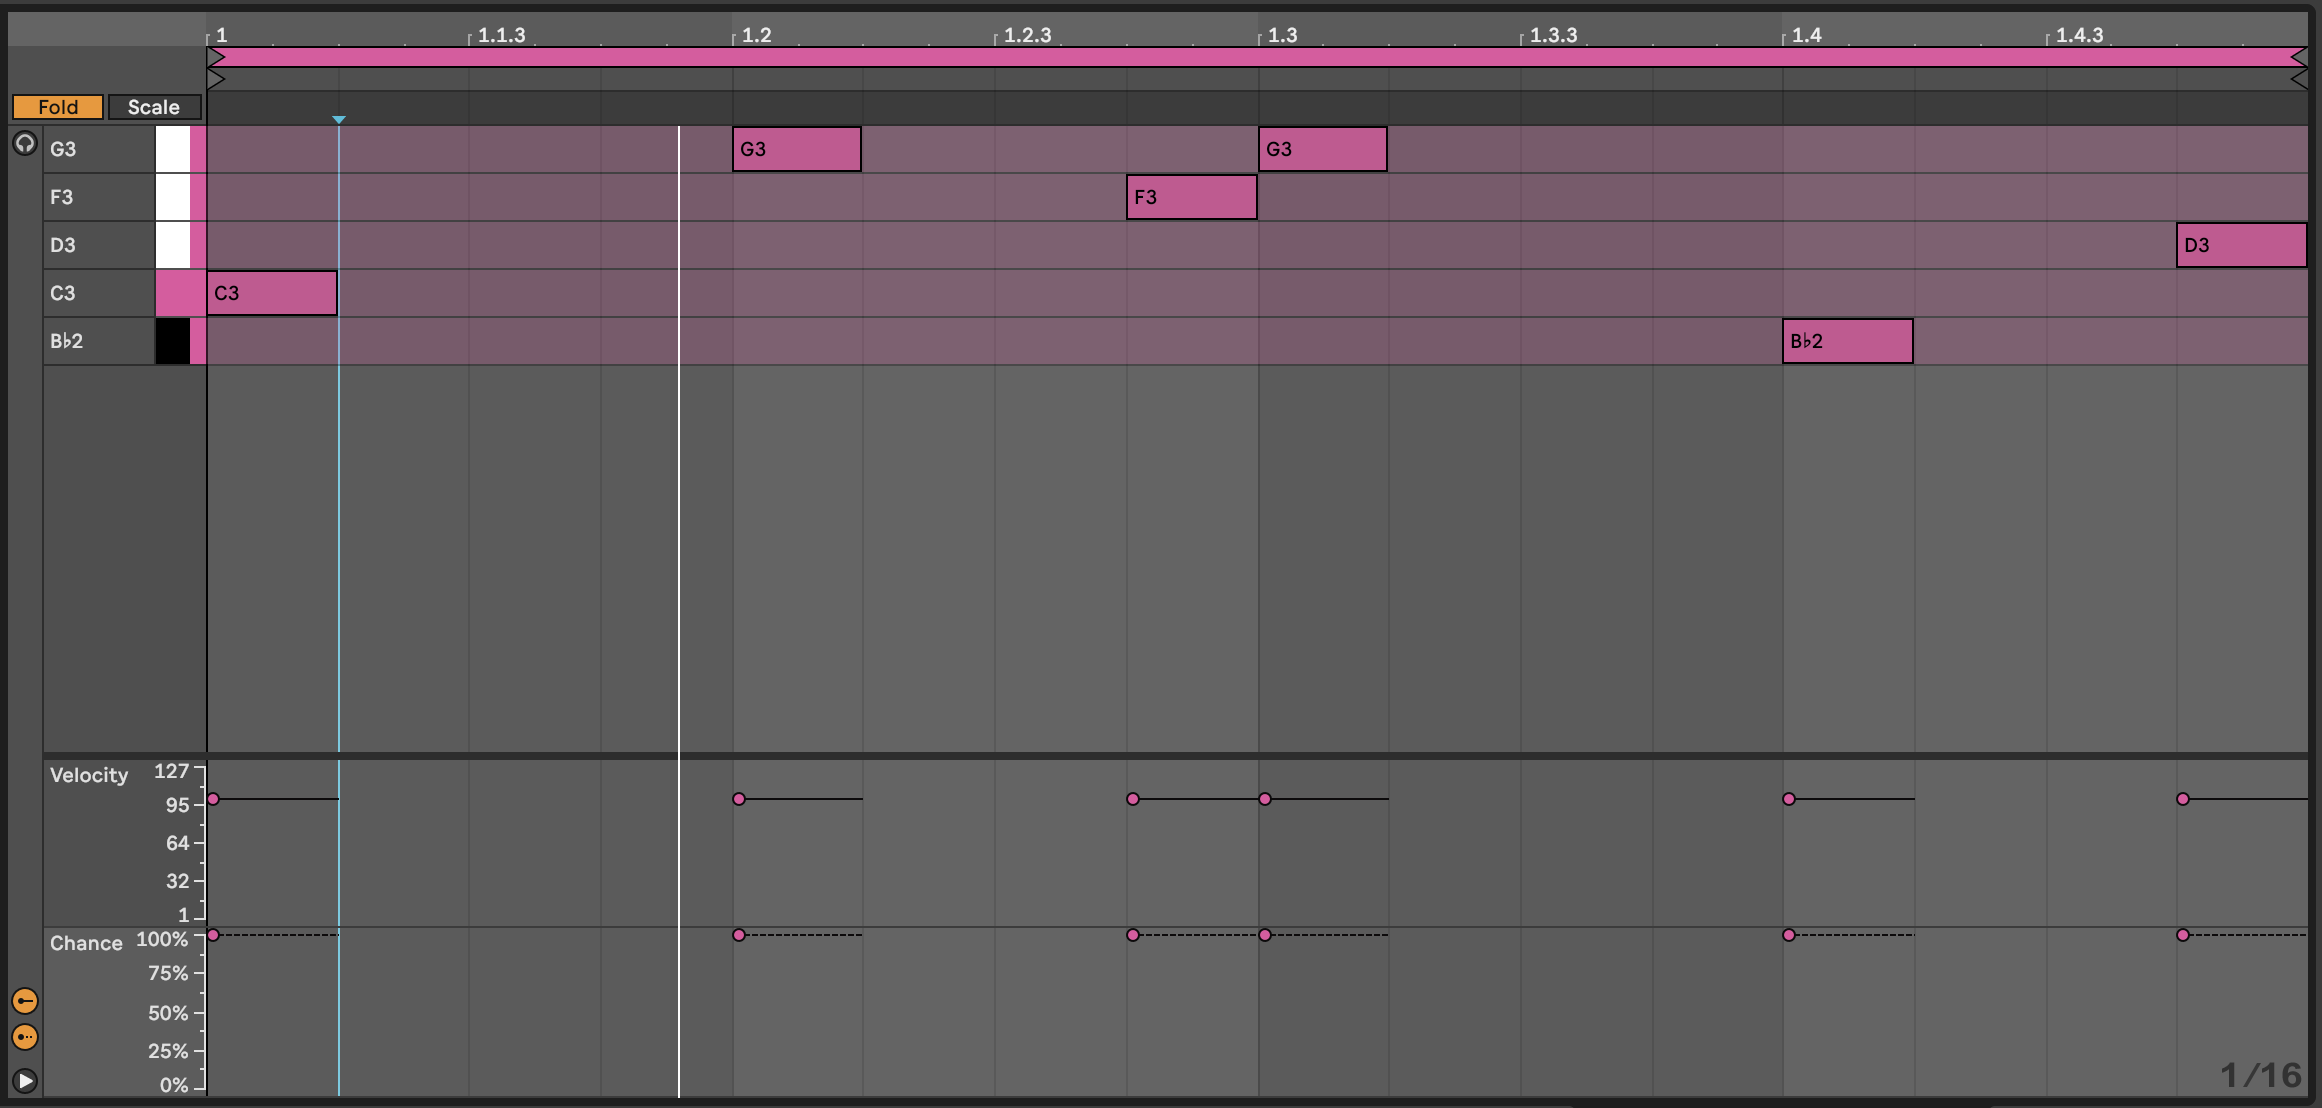 1 1.1.3 1.2 1.2.3 1.3 1.3.3 1.4 1.4.3
Fold Scale
G3 G3 G3
F3 F3
D3 D3
C3 C3
B♭2 B♭2
Velocity 127
95
64
32
1
Chance 100%
75%
50%
25%
0%
1/16